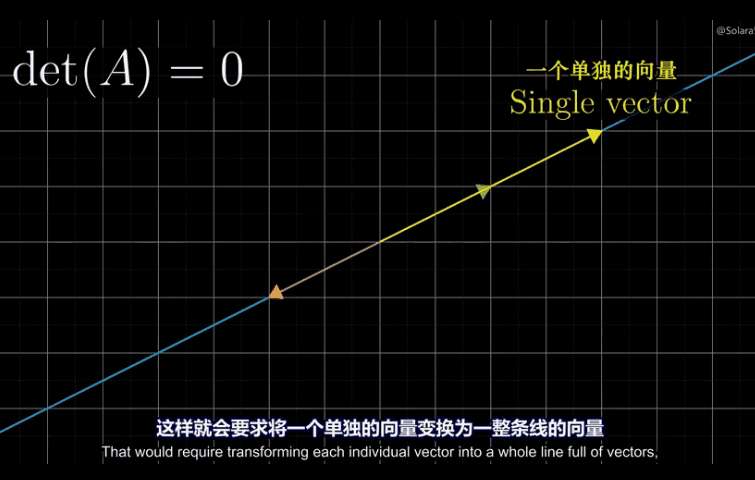 @Solara
det(A) = 0
一个单独的向量
Single vector
这样就会要求将一个单独的向量变换为一整条线的向量
That would require transforming each individual vector into a whole line full of vectors,